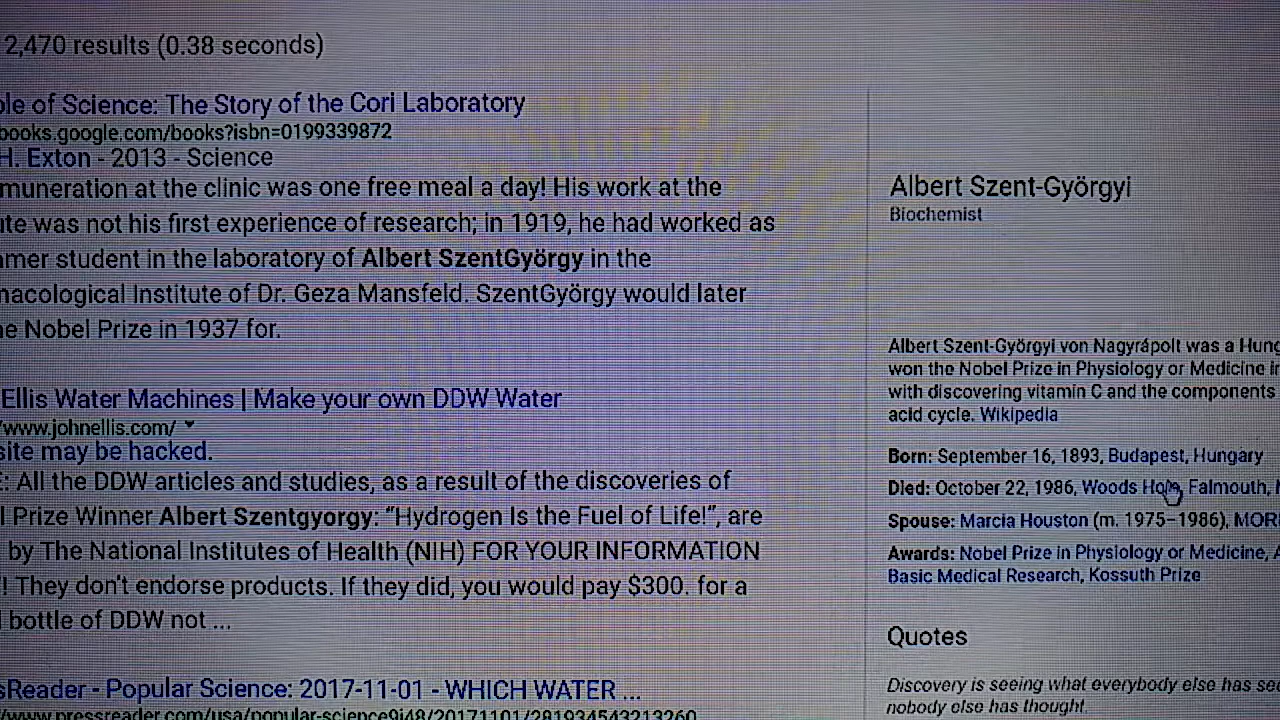 2,470 results (0.38 seconds)
ple of Science: The Story of the Cori Laboratory
books.google.com/books?isbn=0199339872
H. Exton - 2013 - Science
muneration at the clinic was one free meal a day! His work at the
ute was not his first experience of research; in 1919, he had worked as
mer student in the laboratory of Albert SzentGyörgy in the
macological Institute of Dr. Geza Mansfeld. SzentGyörgy would later
he Nobel Prize in 1937 for.
Ellis Water Machines | Make your own DDW Water
/www.johnellis.com/
site may be hacked.
E: All the DDW articles and studies, as a result of the discoveries of
l Prize Winner Albert Szentgyorgy: “Hydrogen Is the Fuel of Life!”, are
by The National Institutes of Health (NIH) FOR YOUR INFORMATION
! They don't endorse products. If they did, you would pay $300. for a
l bottle of DDW not ...
sReader - Popular Science: 2017-11-01 - WHICH WATER ...
/www.pressreader.com/usa/popular-science9j48/20171101/281934543213260
Albert Szent-Györgyi
Biochemist
Albert Szent-Györgyi von Nagyrápolt was a Hung
won the Nobel Prize in Physiology or Medicine in
with discovering vitamin C and the components
acid cycle. Wikipedia
Born: September 16, 1893, Budapest, Hungary
Died: October 22, 1986, Woods Hole, Falmouth,
Spouse: Marcia Houston (m. 1975–1986), MORE
Awards: Nobel Prize in Physiology or Medicine,
Basic Medical Research, Kossuth Prize
Quotes
Discovery is seeing what everybody else has see
nobody else has thought.